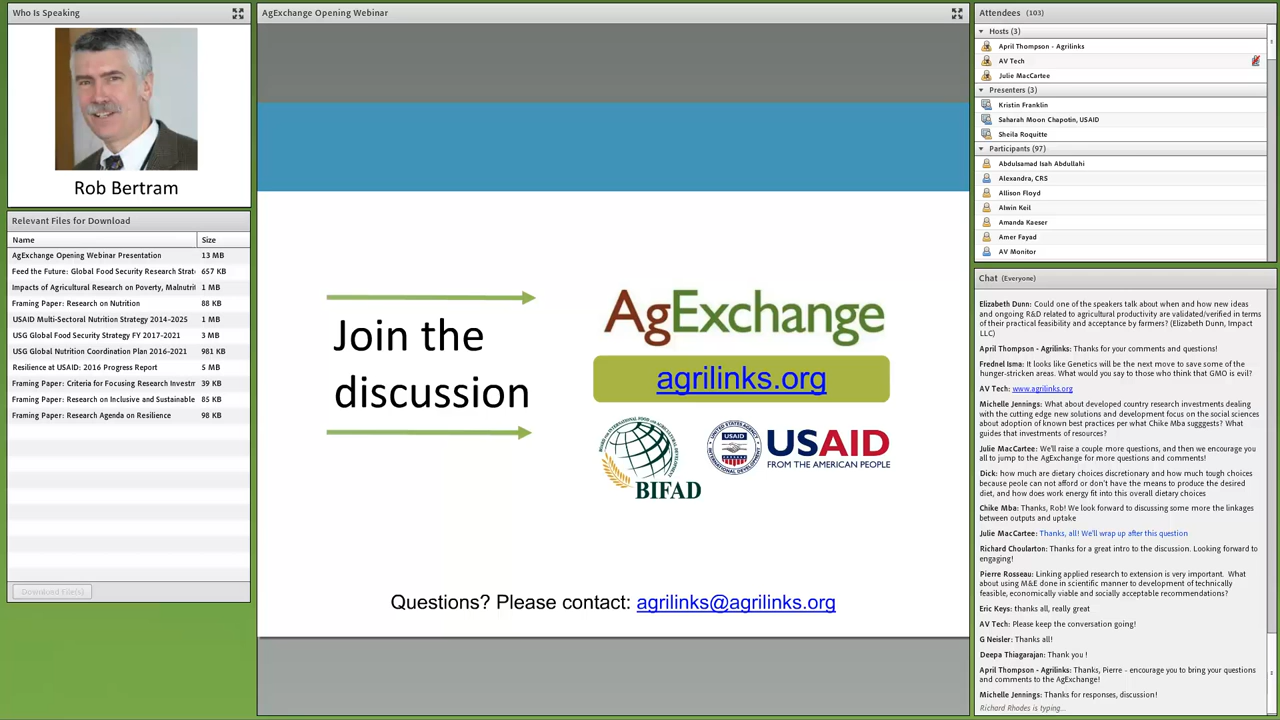 Who Is Speaking
Rob Bertram
Relevant Files for Download
Name Size
AgExchange Opening Webinar Presentation 13 MB
Feed the Future: Global Food Security Research Strat 657 KB
Impacts of Agricultural Research on Poverty, Malnutri 1 MB
Framing Paper: Research on Nutrition 88 KB
USAID Multi-Sectoral Nutrition Strategy 2014-2025 1 MB
USG Global Food Security Strategy FY 2017-2021 3 MB
USG Global Nutrition Coordination Plan 2016-2021 981 KB
Resilience at USAID: 2016 Progress Report 5 MB
Framing Paper: Criteria for Focusing Research Investm 39 KB
Framing Paper: Research on Inclusive and Sustainable 85 KB
Framing Paper: Research Agenda on Resilience 98 KB
Download File(s)
AgExchange Opening Webinar
Join the
discussion
AgExchange
agrilinks.org
BIFAD
USAID
FROM THE AMERICAN PEOPLE
Questions? Please contact: agrilinks@agrilinks.org
Attendees (103)
Hosts (3)
April Thompson - Agrilinks
AV Tech
Julie MacCartee
Presenters (3)
Kristin Franklin
Saharah Moon Chapotin, USAID
Sheila Roquitte
Participants (97)
Abdulsamad Isah Abdullahi
Alexandra, CRS
Allison Floyd
Alwin Keil
Amanda Kaeser
Amer Fayad
AV Monitor
Chat (Everyone)
Elizabeth Dunn: Could one of the speakers talk about when and how new ideas
and ongoing R&D related to agricultural productivity are validated/verified in terms
of their practical feasibility and acceptance by farmers? (Elizabeth Dunn, Impact
LLC)
April Thompson - Agrilinks: Thanks for your comments and questions!
Frednel Isma: It looks like Genetics will be the next move to save some of the
hunger-stricken areas. What would you say to those who think that GMO is evil?
AV Tech: www.agrilinks.org
Michelle Jennings: What about developed country research investments dealing
with the cutting edge new solutions and development focus on the social sciences
about adoption of known best practices per what Chike Mba sugggests? What
guides that investments of resources?
Julie MacCartee: We'll raise a couple more questions, and then we encourage you
all to jump to the AgExchange for more questions and comments!
Dick: how much are dietary choices discretionary and how much tough choices
because peole can not afford or don't have the means to produce the desired
diet, and how does work energy fit into this overall dietary choices
Chike Mba: Thanks, Rob! We look forward to discussing some more the linkages
between outputs and uptake
Julie MacCartee: Thanks, all! We'll wrap up after this question
Richard Choularton: Thanks for a great intro to the discussion. Looking forward to
engaging!
Pierre Rosseau: Linking applied research to extension is very important. What
about using M&E done in scientific manner to development of technically
feasible, economically viable and socially acceptable recommendations?
Eric Keys: thanks all, really great
AV Tech: Please keep the conversation going!
G Neisler: Thanks all!
Deepa Thiagarajan: Thank you !
April Thompson - Agrilinks: Thanks, Pierre - encourage you to bring your questions
and comments to the AgExchange!
Michelle Jennings: Thanks for responses, discussion!
Richard Rhodes is typing...